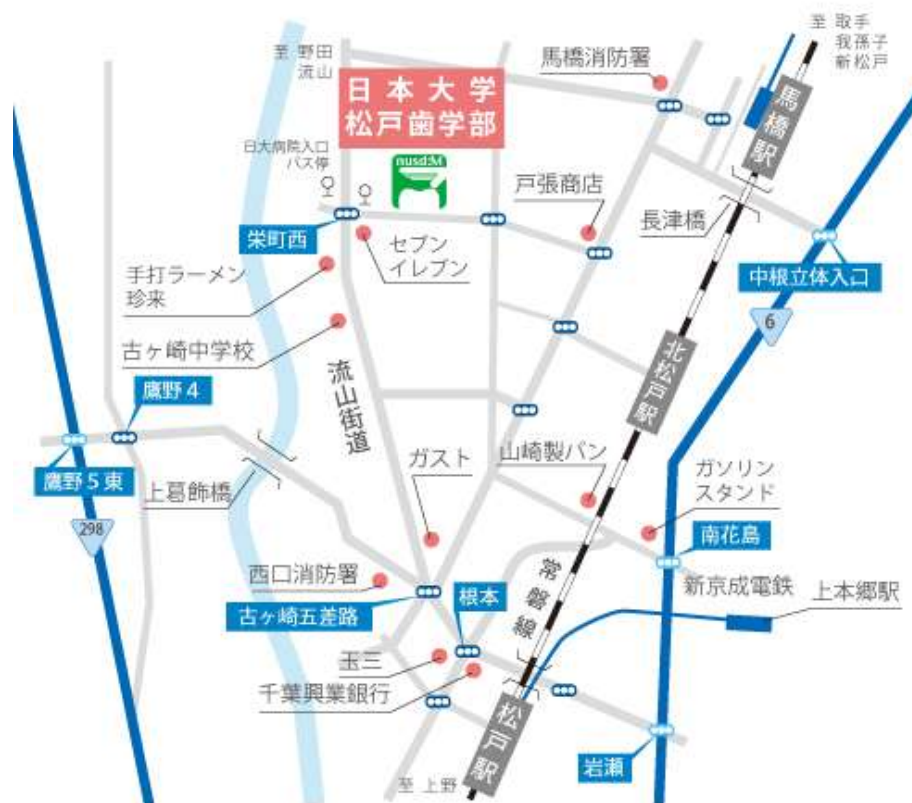 至 取手
我孫子
新松戸
至 野田
流山
馬橋消防署
日本大学
松戸歯学部
馬橋駅
日大病院入口
バス停
nusd:M
戸張商店
長津橋
栄町西
セブン
イレブン
中根立体入口
手打ラーメン
珍来
6
古ヶ崎中学校
北松戸駅
流山街道
鷹野4
山崎製パン
ガスト
ガソリン
スタンド
鷹野5東
上葛飾橋
298
南花島
常磐線
西口消防署
新京成電鉄
上本郷駅
根本
古ヶ崎五差路
玉三
千葉興業銀行
松戸駅
岩瀬
至 上野